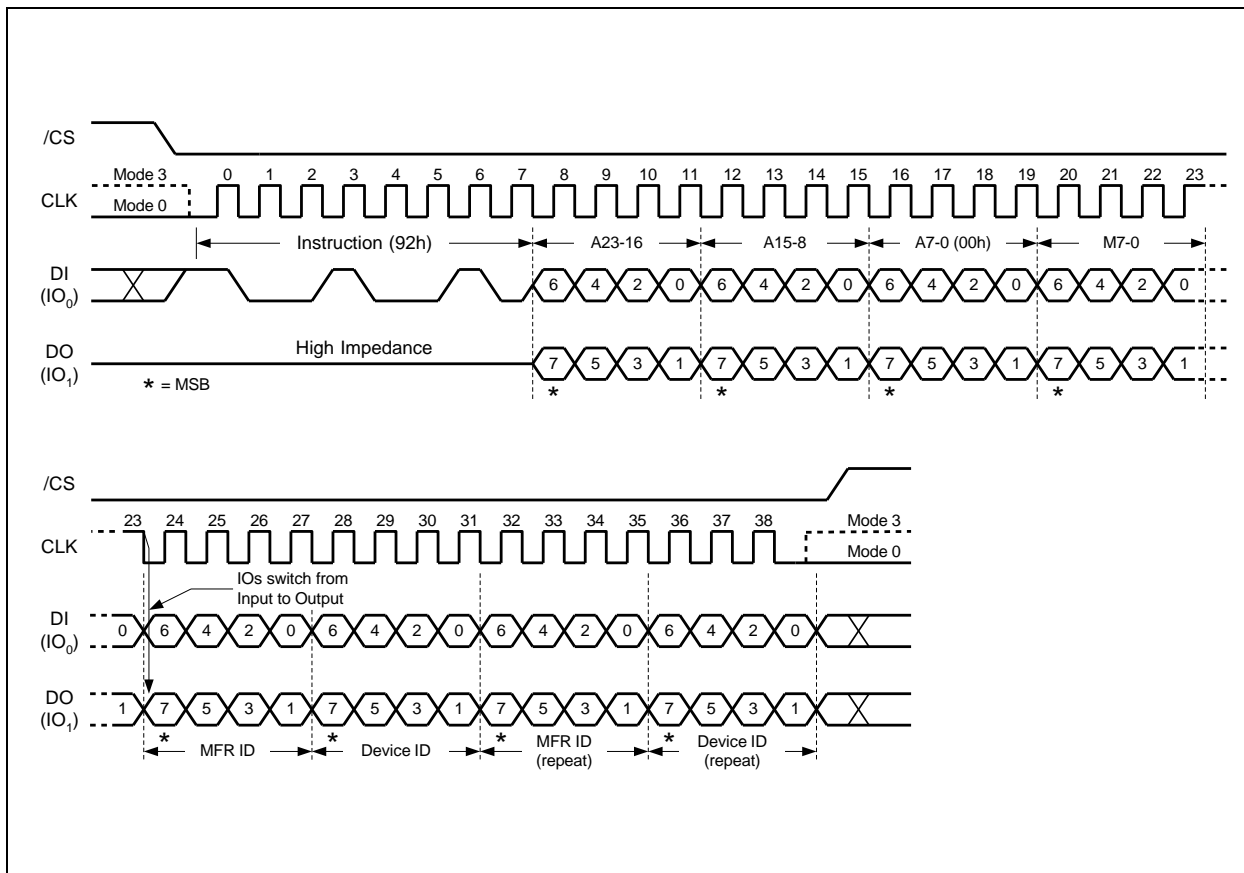 /CS
Mode 3
0 1 2 3 4 5 6 7 8 9 10 11 12 13 14 15 16 17 18 19 20 21 22 23
CLK
Mode 0
Instruction (92h) A23-16 A15-8 A7-0 (00h) M7-0
DI
(IO0)
6 4 2 0 6 4 2 0 6 4 2 0 6 4 2 0
High Impedance
DO
(IO1)
7 5 3 1 7 5 3 1 7 5 3 1 7 5 3 1
* = MSB
* * * *
/CS
23 24 25 26 27 28 29 30 31 32 33 34 35 36 37 38
Mode 3
CLK
Mode 0
IOs switch from
Input to Output
DI
(IO0)
0 6 4 2 0 6 4 2 0 6 4 2 0 6 4 2 0
DO
(IO1)
1 7 5 3 1 7 5 3 1 7 5 3 1 7 5 3 1
* * * *
MFR ID Device ID MFR ID
(repeat)
Device ID
(repeat)